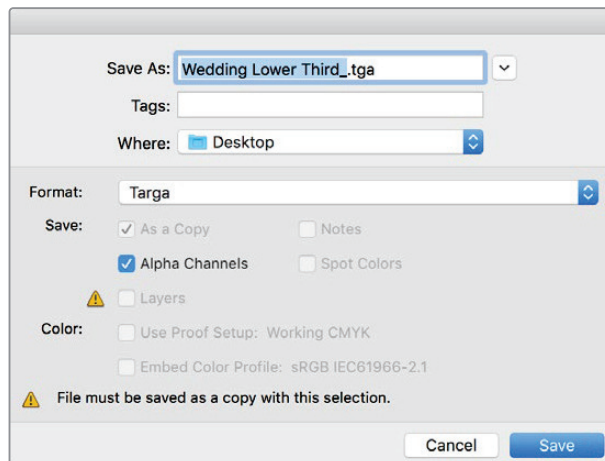 Save As: Wedding Lower Third_.tga
Tags:
Where: Desktop
Format: Targa
Save: As a Copy Notes
Alpha Channels Spot Colors
Layers
Color: Use Proof Setup: Working CMYK
Embed Color Profile: sRGB IEC61966-2.1
File must be saved as a copy with this selection.
Cancel Save